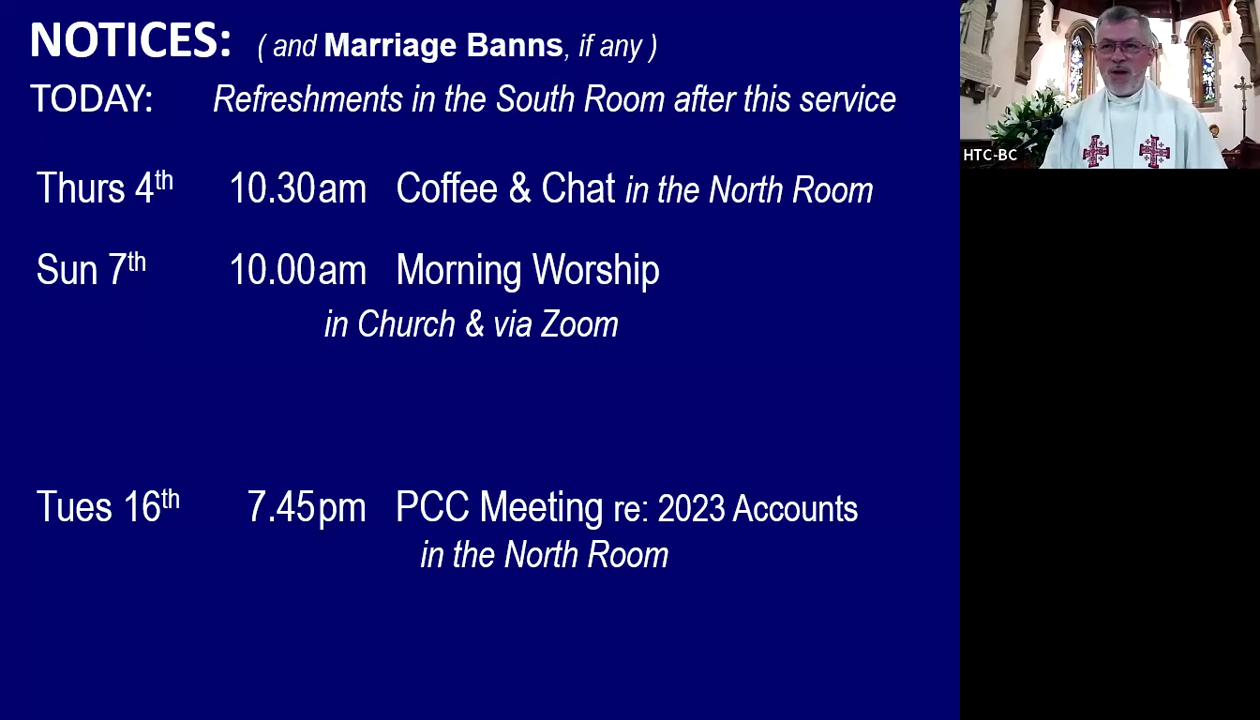 NOTICES: ( and Marriage Banns, if any )
TODAY: Refreshments in the South Room after this service
Thurs 4th 10.30am Coffee & Chat in the North Room
Sun 7th 10.00am Morning Worship
in Church & via Zoom
Tues 16th 7.45pm PCC Meeting re: 2023 Accounts
in the North Room
HTC-BC